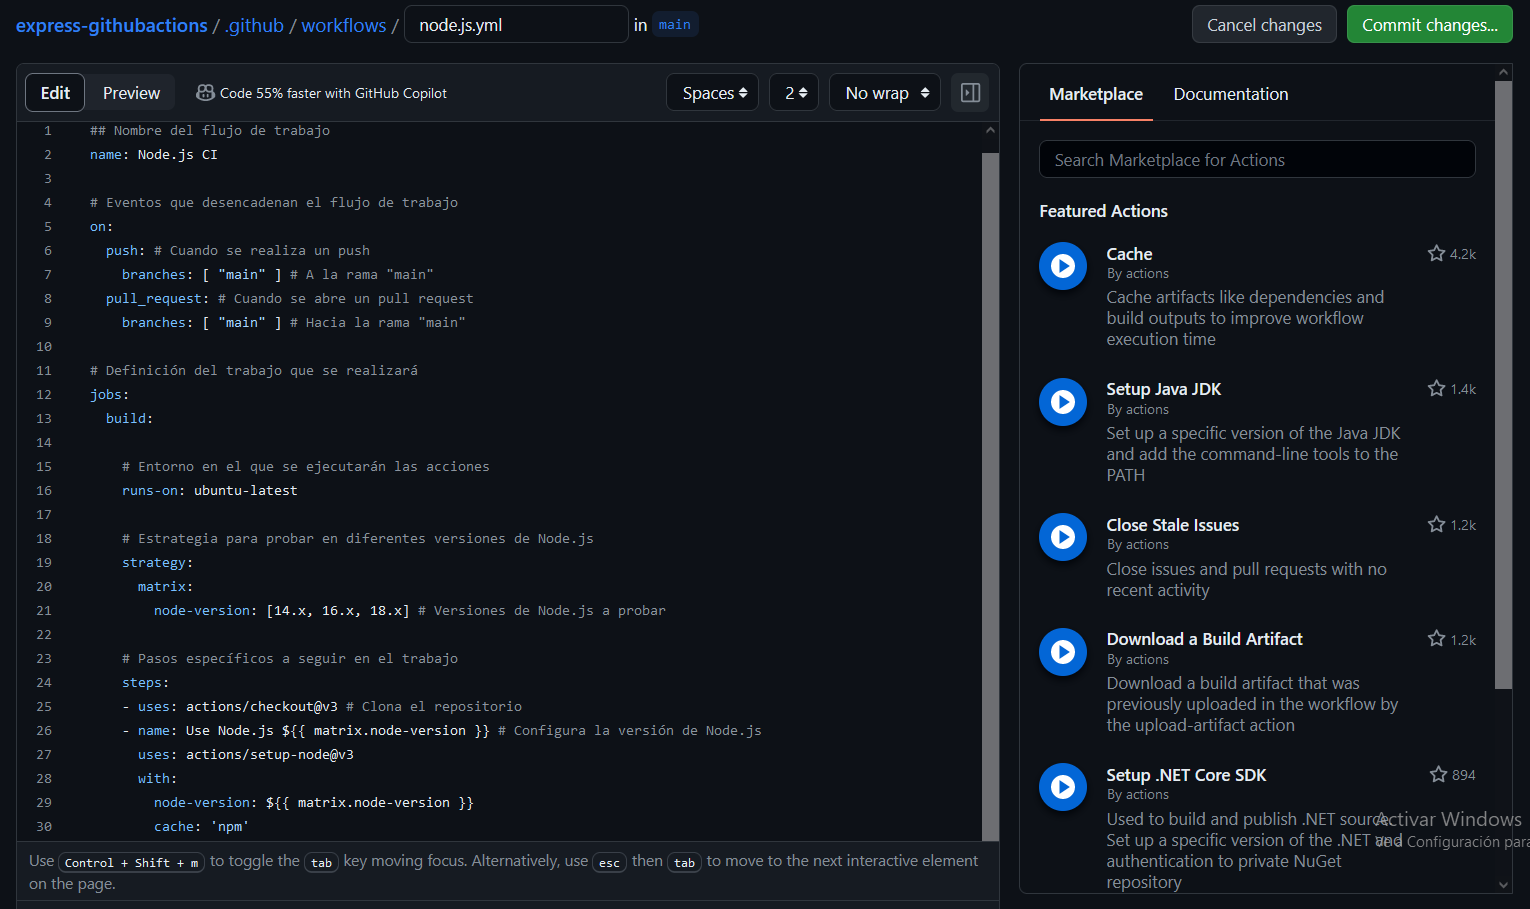 express-githubactions / .github / workflows / node.js.yml in main
Cancel changes
Commit changes...
Edit
Preview
Code 55% faster with GitHub Copilot
Spaces
2
No wrap
1 ## Nombre del flujo de trabajo
2 name: Node.js CI
3
4 # Eventos que desencadenan el flujo de trabajo
5 on:
6 push: # Cuando se realiza un push
7 branches: [ "main" ] # A la rama "main"
8 pull_request: # Cuando se abre un pull request
9 branches: [ "main" ] # Hacia la rama "main"
10
11 # Definición del trabajo que se realizará
12 jobs:
13 build:
14
15 # Entorno en el que se ejecutarán las acciones
16 runs-on: ubuntu-latest
17
18 # Estrategia para probar en diferentes versiones de Node.js
19 strategy:
20 matrix:
21 node-version: [14.x, 16.x, 18.x] # Versiones de Node.js a probar
22
23 # Pasos específicos a seguir en el trabajo
24 steps:
25 - uses: actions/checkout@v3 # Clona el repositorio
26 - name: Use Node.js ${{ matrix.node-version }} # Configura la versión de Node.js
27 uses: actions/setup-node@v3
28 with:
29 node-version: ${{ matrix.node-version }}
30 cache: 'npm'
Use Control + Shift + m to toggle the tab key moving focus. Alternatively, use esc then tab to move to the next interactive element
on the page.
Marketplace
Documentation
Search Marketplace for Actions
Featured Actions
Cache
4.2k
By actions
Cache artifacts like dependencies and
build outputs to improve workflow
execution time
Setup Java JDK
1.4k
By actions
Set up a specific version of the Java JDK
and add the command-line tools to the
PATH
Close Stale Issues
1.2k
By actions
Close issues and pull requests with no
recent activity
Download a Build Artifact
1.2k
By actions
Download a build artifact that was
previously uploaded in the workflow by
the upload-artifact action
Setup .NET Core SDK
894
By actions
Used to build and publish .NET source.
Set up a specific version of the .NET and
authentication to private NuGet
repository
Activar Windows
Configuración para